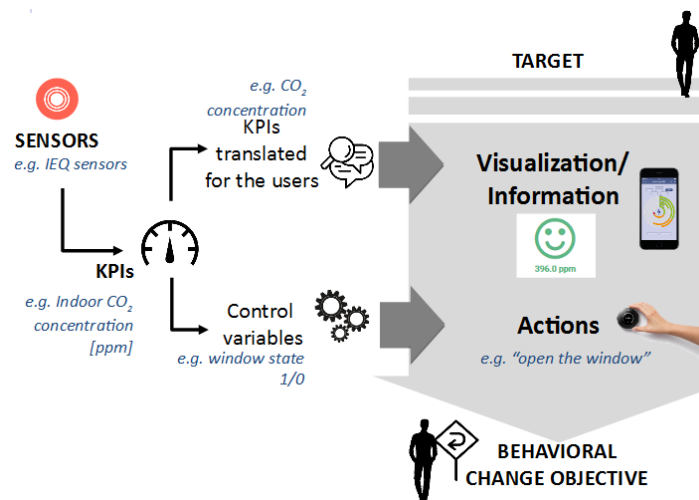 TARGET
e.g. CO₂
concentration
KPIs
translated
for the users
SENSORS
e.g. IEQ sensors
Visualization/
Information
396.0 ppm
KPIs
e.g. Indoor CO₂
concentration
[ppm]
Control
variables
e.g. window state
1/0
Actions
e.g. “open the window”
BEHAVIORAL
CHANGE OBJECTIVE